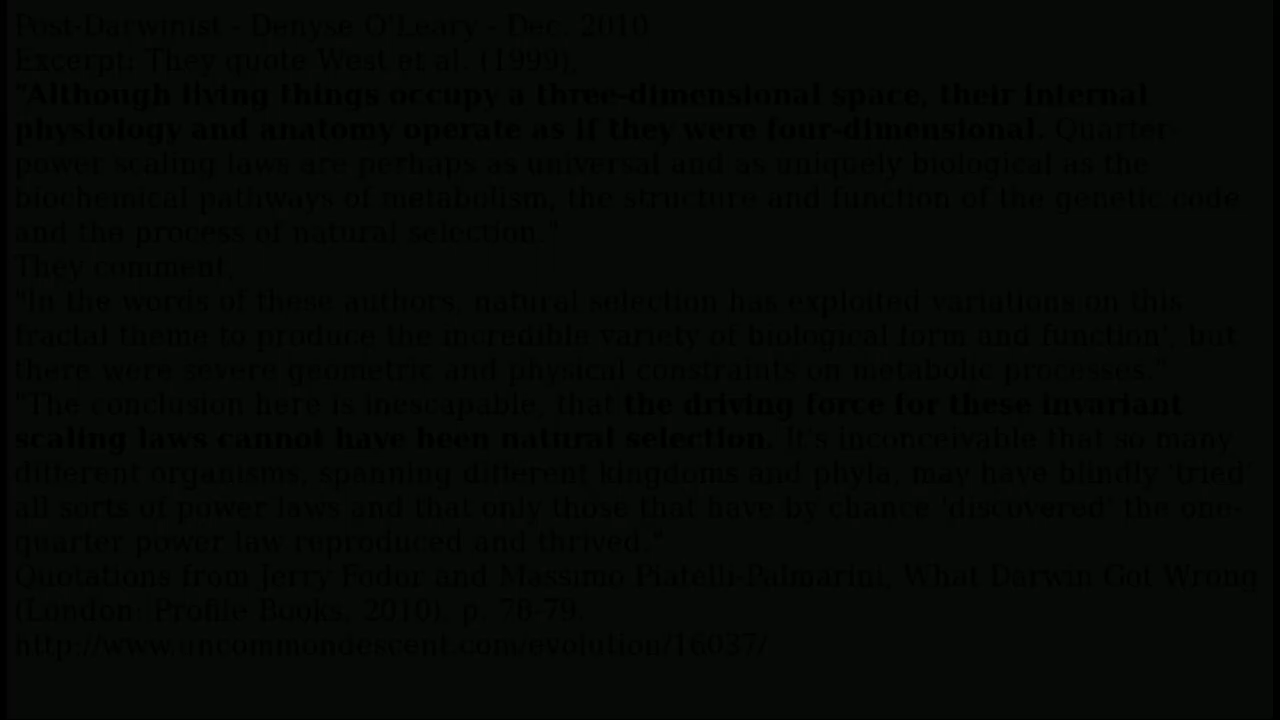 Post-Darwinist - Denyse O'Leary - Dec. 2010
Excerpt: They quote West et al. (1999),
"Although living things occupy a three-dimensional space, their internal
physiology and anatomy operate as if they were four-dimensional. Quarter-
power scaling laws are perhaps as universal and as uniquely biological as the
biochemical pathways of metabolism, the structure and function of the genetic code
and the process of natural selection."
They comment,
"In the words of these authors, natural selection has exploited variations on this
fractal theme to produce the incredible variety of biological form and function', but
there were severe geometric and physical constraints on metabolic processes."
"The conclusion here is inescapable, that the driving force for these invariant
scaling laws cannot have been natural selection. It's inconceivable that so many
different organisms, spanning different kingdoms and phyla, may have blindly 'tried'
all sorts of power laws and that only those that have by chance 'discovered' the one-
quarter power law reproduced and thrived."
Quotations from Jerry Fodor and Massimo Piatelli-Palmarini, What Darwin Got Wrong
(London: Profile Books, 2010), p. 78-79.
http://www.uncommondescent.com/evolution/16037/